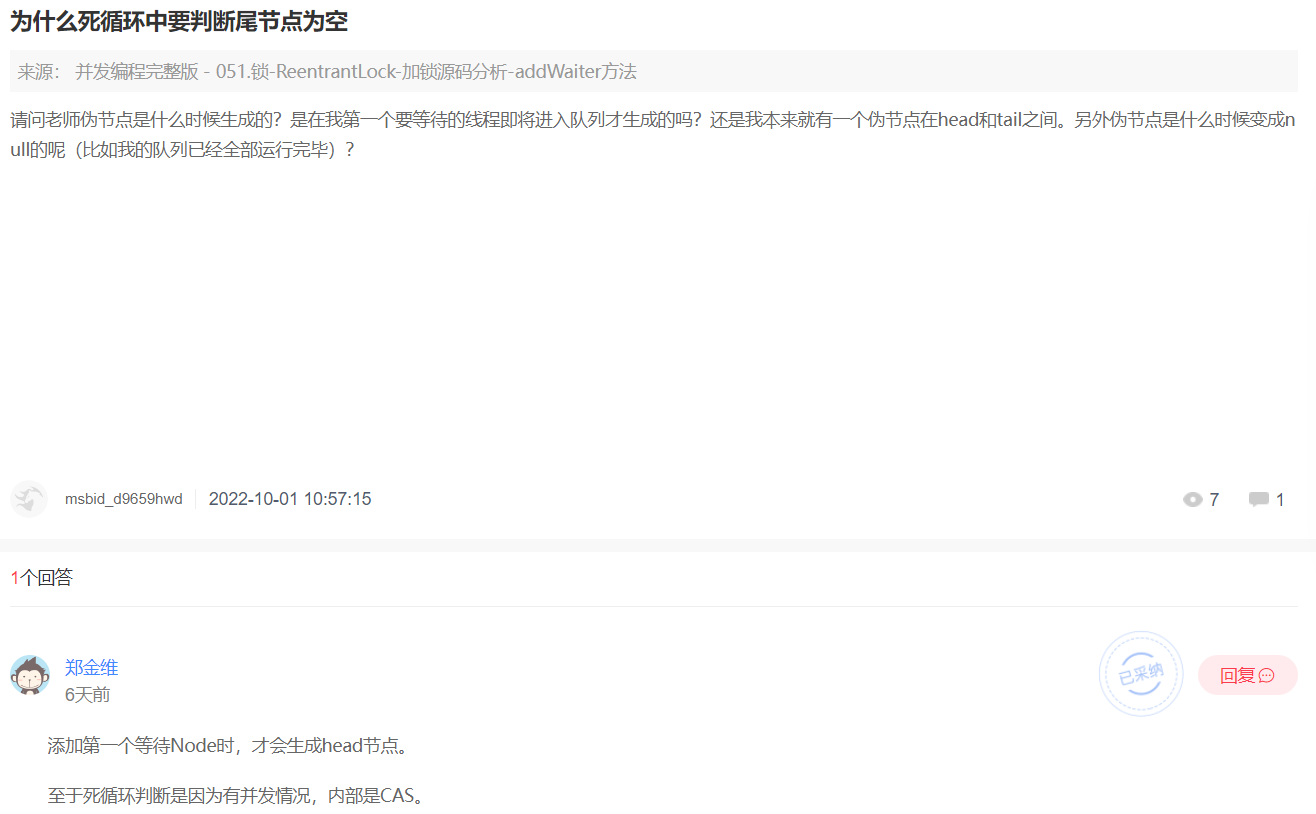 为什么死循环中要判断尾节点为空
来源： 并发编程完整版 - 051.锁-ReentrantLock-加锁源码分析-addWaiter方法
请问老师伪节点是什么时候生成的？是在我第一个要等待的线程即将进入队列才生成的吗？还是我本来就有一个伪节点在head和tail之间。另外伪节点是什么时候变成n
ull的呢（比如我的队列已经全部运行完毕）？
msbid_d9659hwd 2022-10-01 10:57:15 7 1
1个回答
郑金维
6天前
已采纳
回复
添加第一个等待Node时，才会生成head节点。
至于死循环判断是因为有并发情况，内部是CAS。